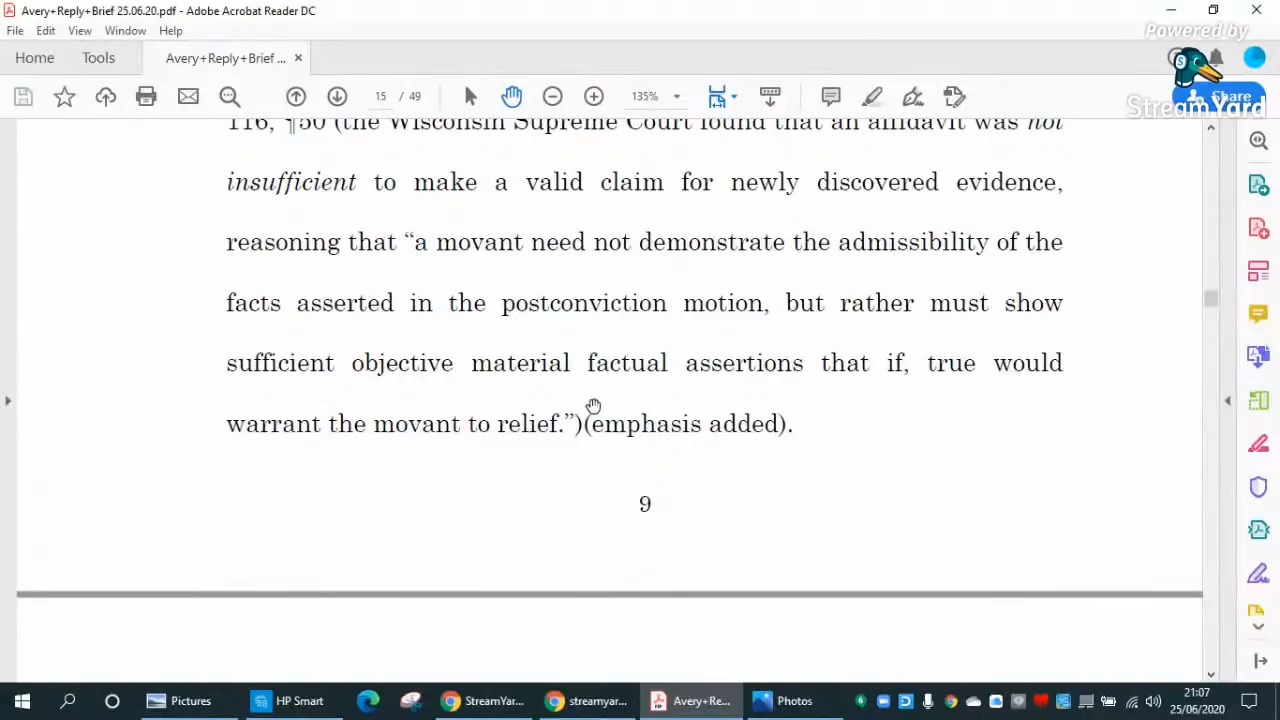 Avery+Reply+Brief 25.06.20.pdf - Adobe Acrobat Reader DC
Powered by
File Edit View Window Help
Home Tools Avery+Reply+Brief ... ×
15 / 49 135% Share
StreamYard
116, ¶50 (the Wisconsin Supreme Court found that an affidavit was not
insufficient to make a valid claim for newly discovered evidence,
reasoning that “a movant need not demonstrate the admissibility of the
facts asserted in the postconviction motion, but rather must show
sufficient objective material factual assertions that if, true would
warrant the movant to relief.”)(emphasis added).
9
Pictures HP Smart StreamYar... streamyar... Avery+Re... Photos 21:07
25/06/2020